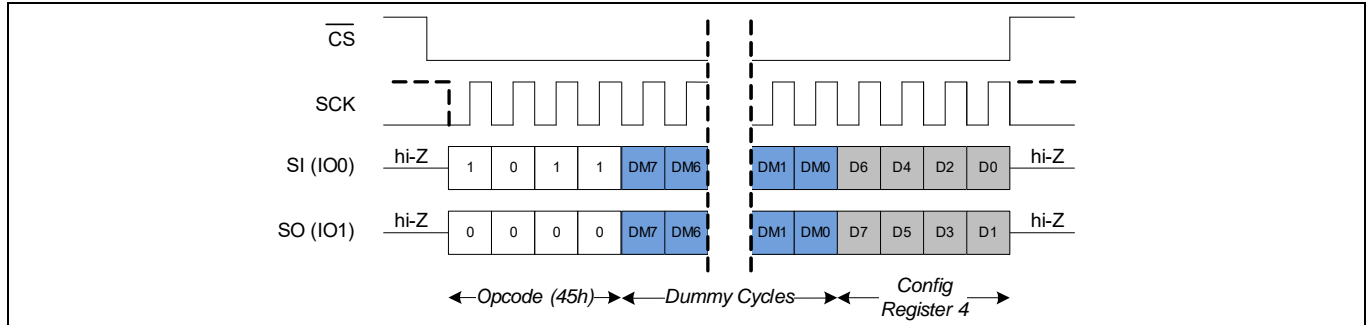 CS
SCK
SI (IO0) hi-Z 1 0 1 1 DM7 DM6 DM1 DM0 D6 D4 D2 D0 hi-Z
SO (IO1) hi-Z 0 0 0 0 DM7 DM6 DM1 DM0 D7 D5 D3 D1 hi-Z
Opcode (45h) Dummy Cycles Config
Register 4